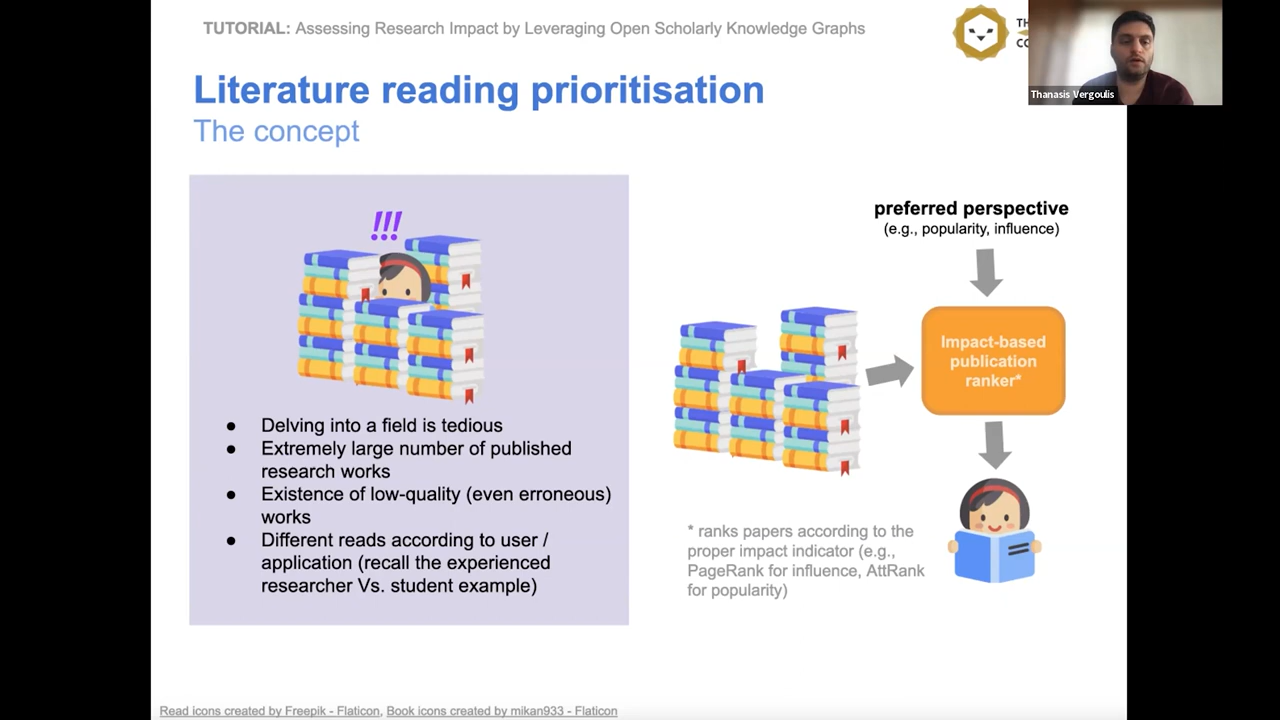 TUTORIAL: Assessing Research Impact by Leveraging Open Scholarly Knowledge Graphs
Thanasis Vergoulis
Literature reading prioritisation
The concept
!!!
Delving into a field is tedious
Extremely large number of published
research works
Existence of low-quality (even erroneous)
works
Different reads according to user /
application (recall the experienced
researcher Vs. student example)
preferred perspective
(e.g., popularity, influence)
Impact-based
publication
ranker*
* ranks papers according to the
proper impact indicator (e.g.,
PageRank for influence, AttRank
for popularity)
Read icons created by Freepik - Flaticon, Book icons created by mikan933 - Flaticon